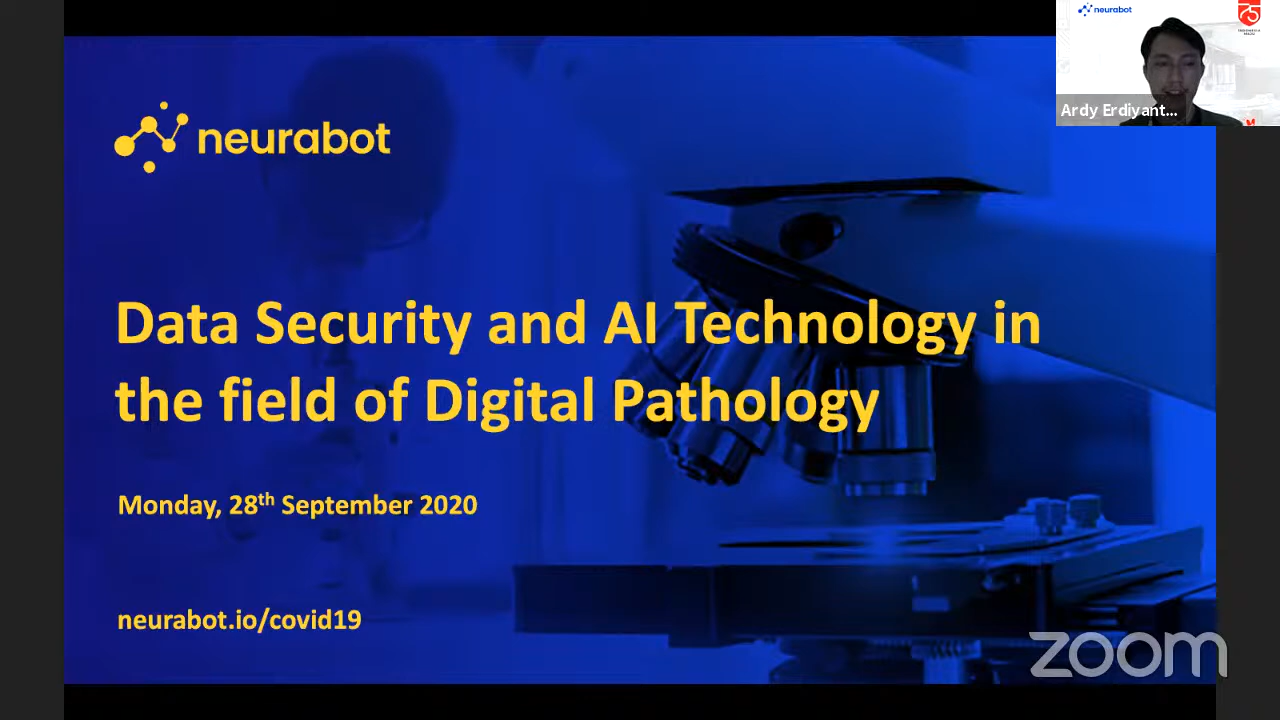 neurabot
Ardy Erdiyant...
neurabot
Data Security and AI Technology in
the field of Digital Pathology
Monday, 28th September 2020
neurabot.io/covid19
zoom